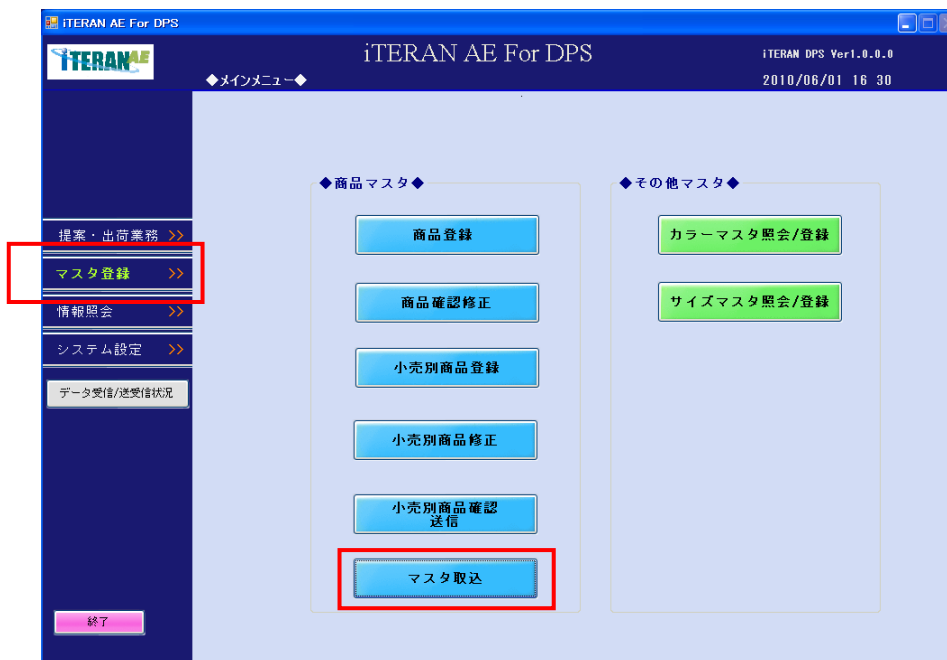 iTERAN AE For DPS
iTERAN AE
iTERAN AE For DPS
iTERAN DPS Ver1.0.0.0
◆メインメニュー◆
2010/06/01 16 30
提案・出荷業務 >>
マスタ登録 >>
情報照会 >>
システム設定 >>
データ受信/送受信状況
終了
◆商品マスタ◆
商品登録
商品確認修正
小売別商品登録
小売別商品修正
小売別商品確認
送信
マスタ取込
◆その他マスタ◆
カラーマスタ照会/登録
サイズマスタ照会/登録